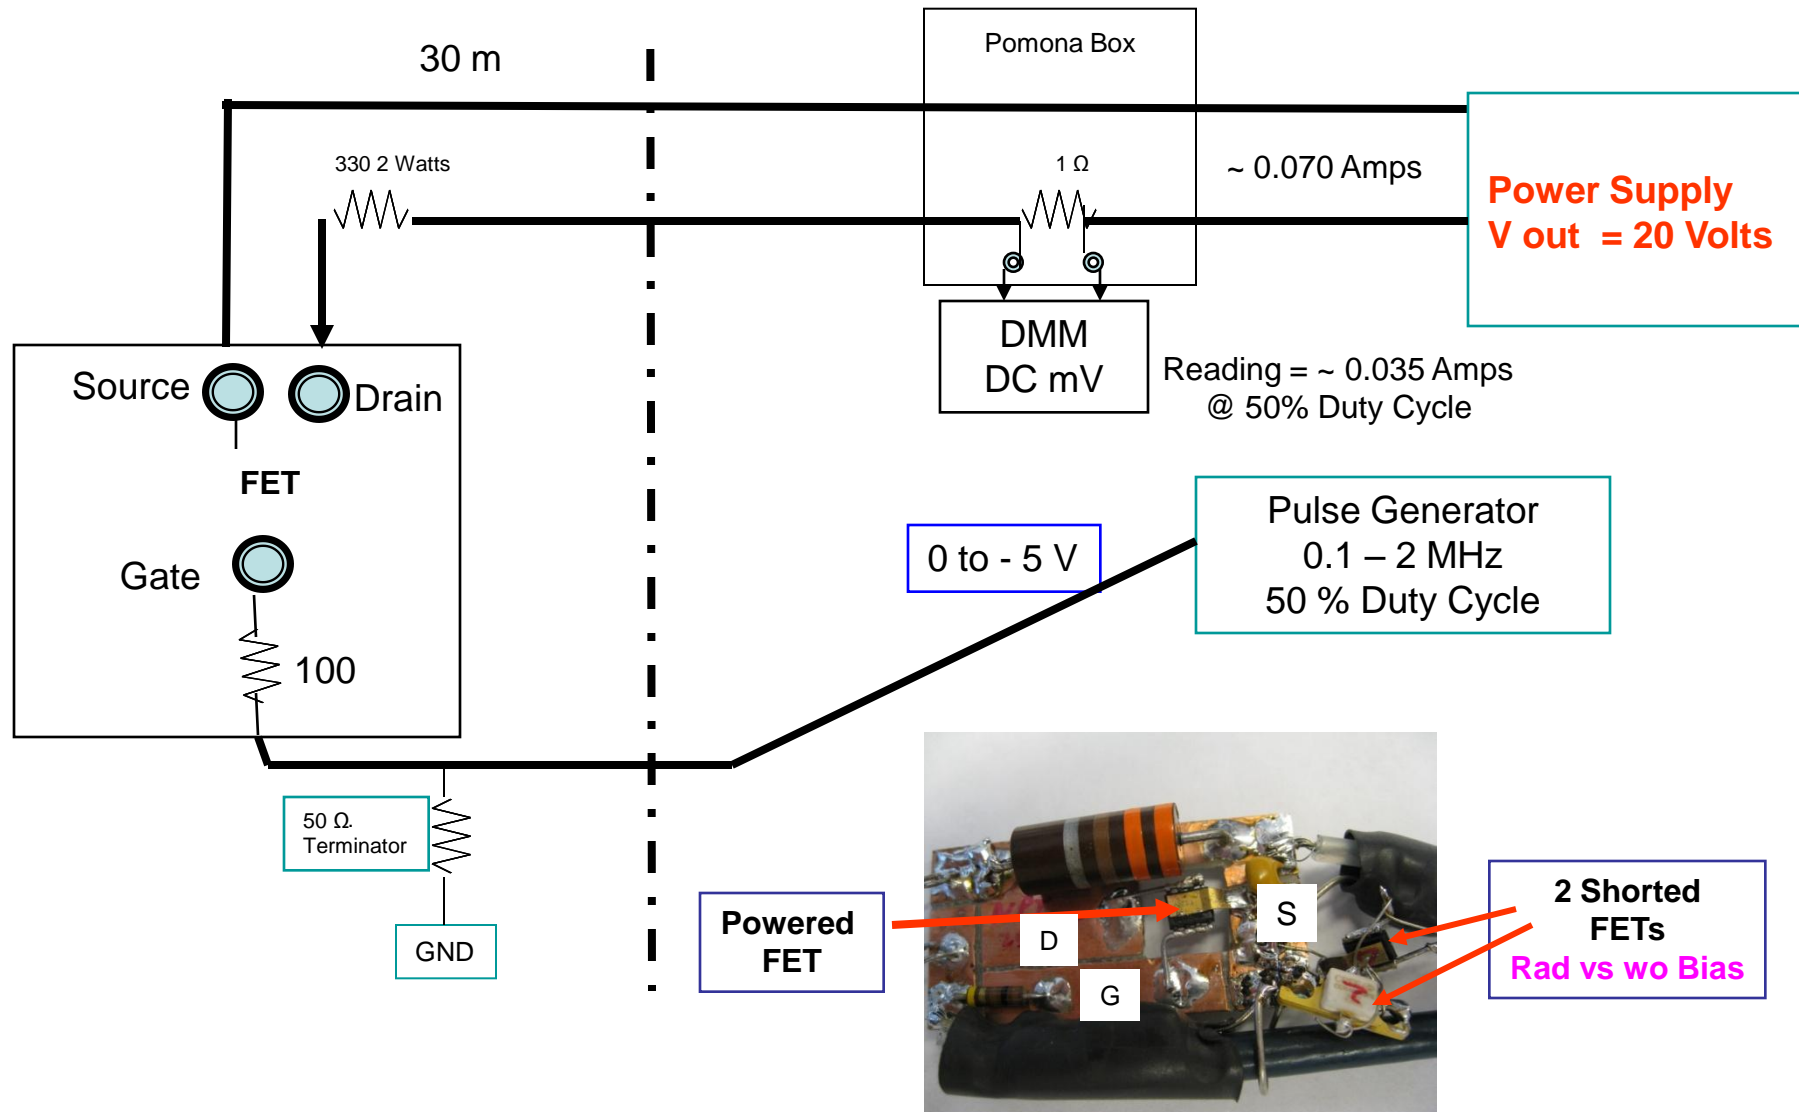 30 m
Pomona Box
330 2 Watts
1 Ω
~ 0.070 Amps
Power Supply
V out = 20 Volts
DMM
DC mV
Reading = ~ 0.035 Amps
@ 50% Duty Cycle
Source
Drain
FET
Gate
100
0 to - 5 V
Pulse Generator
0.1 – 2 MHz
50 % Duty Cycle
50 Ω.
Terminator
GND
Powered
FET
D
S
G
2 Shorted
FETs
Rad vs wo Bias